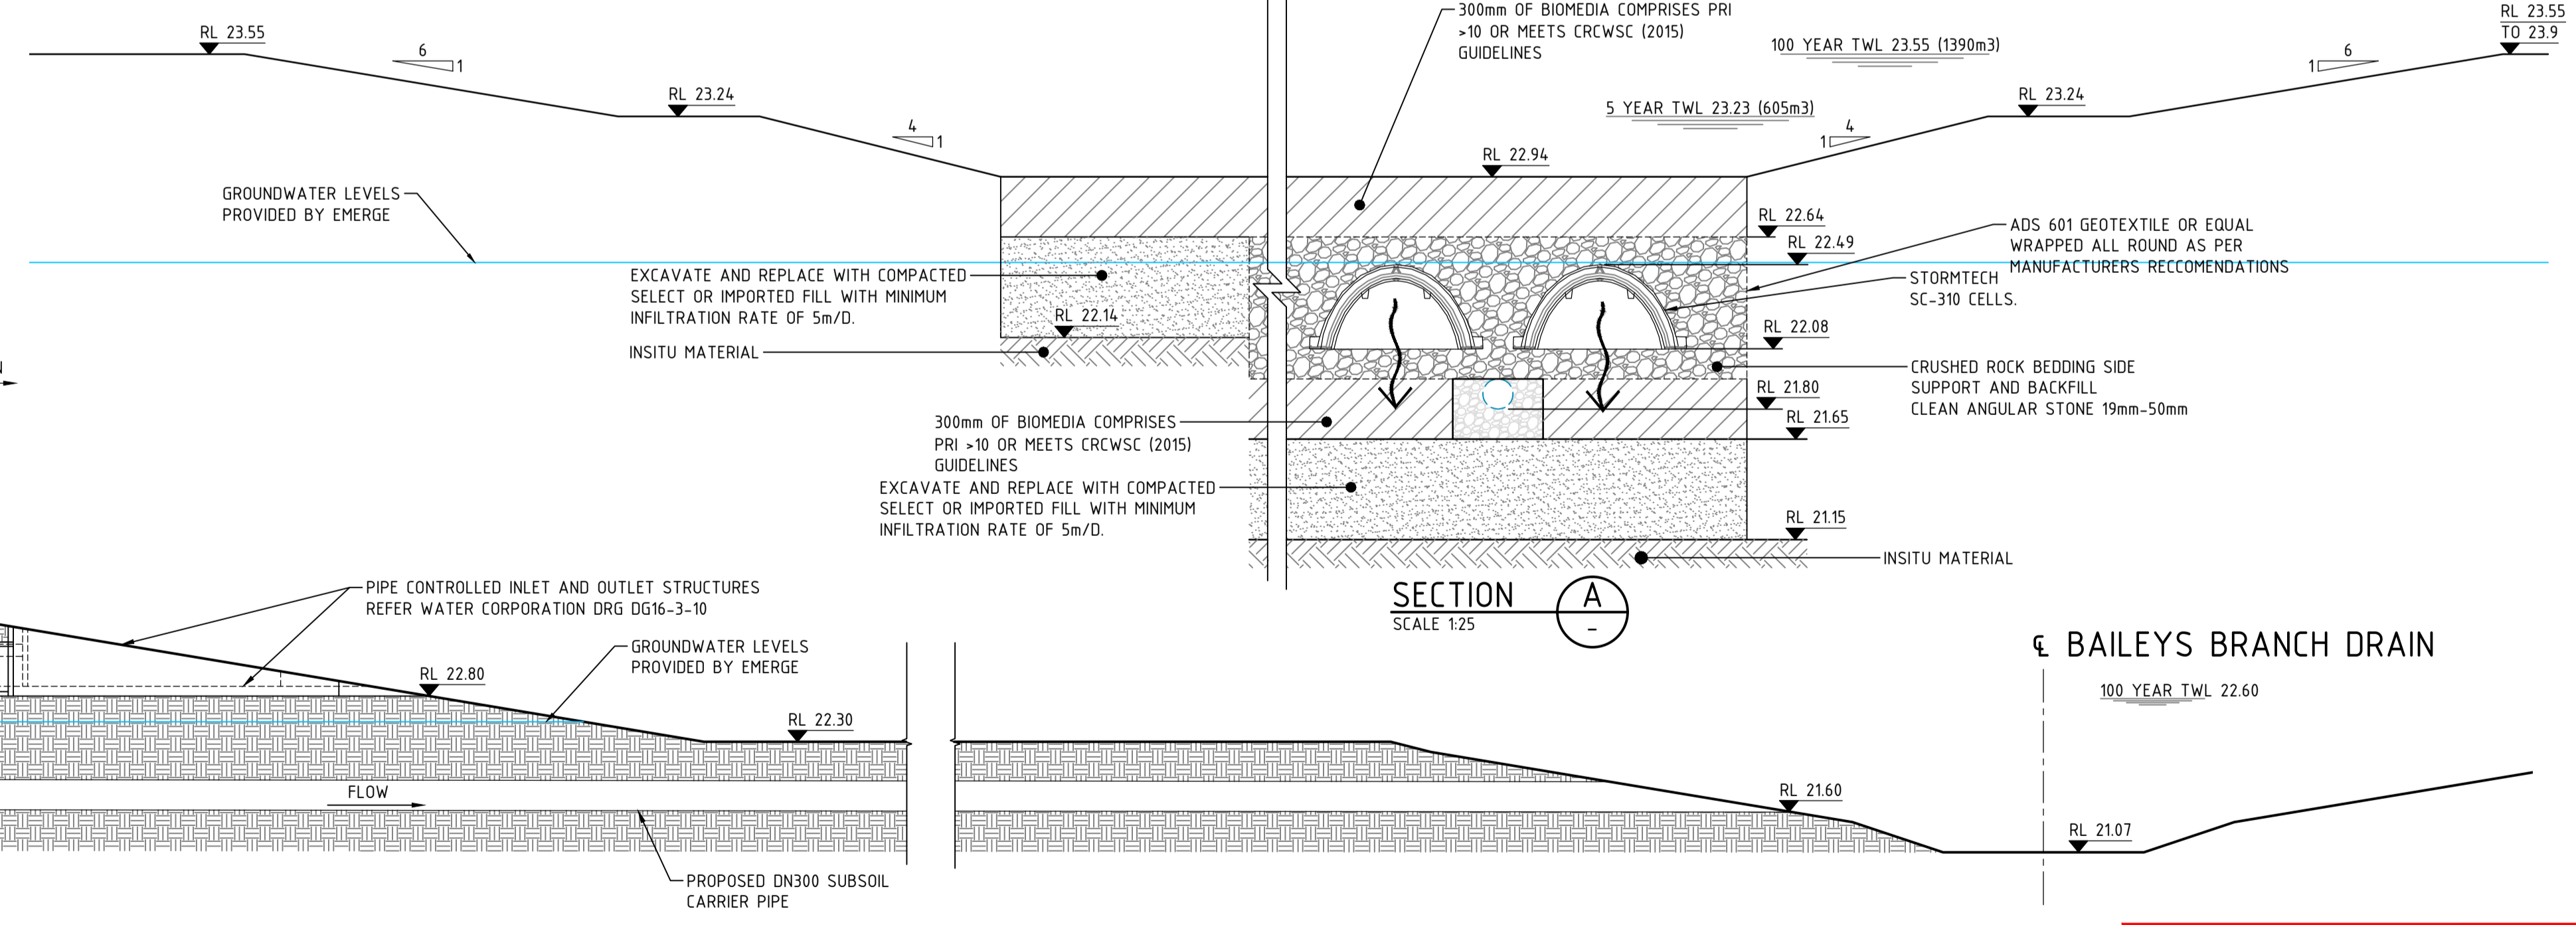 RL 23.55
6
1
RL 23.24
4
1
300mm OF BIOMEDIA COMPRISES PRI
>10 OR MEETS CRCWSC (2015)
GUIDELINES
100 YEAR TWL 23.55 (1390m3)
5 YEAR TWL 23.23 (605m3)
RL 23.55
TO 23.9
6
1
RL 23.24
4
1
RL 22.94
GROUNDWATER LEVELS
PROVIDED BY EMERGE
RL 22.64
RL 22.49
ADS 601 GEOTEXTILE OR EQUAL
WRAPPED ALL ROUND AS PER
MANUFACTURERS RECCOMENDATIONS
EXCAVATE AND REPLACE WITH COMPACTED
SELECT OR IMPORTED FILL WITH MINIMUM
INFILTRATION RATE OF 5m/D.
RL 22.14
INSITU MATERIAL
STORMTECH
SC-310 CELLS.
RL 22.08
CRUSHED ROCK BEDDING SIDE
SUPPORT AND BACKFILL
CLEAN ANGULAR STONE 19mm-50mm
RL 21.80
RL 21.65
300mm OF BIOMEDIA COMPRISES
PRI >10 OR MEETS CRCWSC (2015)
GUIDELINES
EXCAVATE AND REPLACE WITH COMPACTED
SELECT OR IMPORTED FILL WITH MINIMUM
INFILTRATION RATE OF 5m/D.
RL 21.15
INSITU MATERIAL
SECTION
SCALE 1:25
A
-
PIPE CONTROLLED INLET AND OUTLET STRUCTURES
REFER WATER CORPORATION DRG DG16-3-10
GROUNDWATER LEVELS
PROVIDED BY EMERGE
RL 22.80
RL 22.30
FLOW
PROPOSED DN300 SUBSOIL
CARRIER PIPE
℄ BAILEYS BRANCH DRAIN
100 YEAR TWL 22.60
RL 21.60
RL 21.07